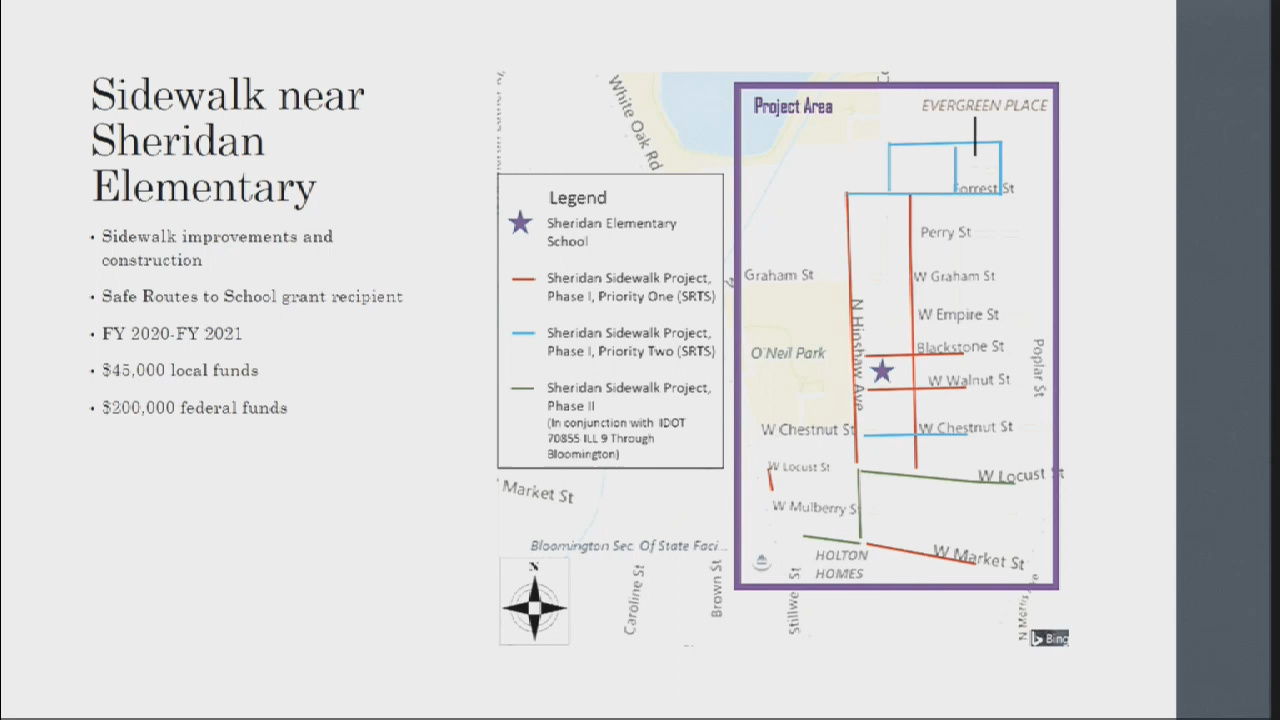 Sidewalk near
Sheridan
Elementary
• Sidewalk improvements and
construction
• Safe Routes to School grant recipient
• FY 2020-FY 2021
• $45,000 local funds
• $200,000 federal funds
White Oak Rd
Legend
Sheridan Elementary
School
Sheridan Sidewalk Project,
Phase I, Priority One (SRTS)
Sheridan Sidewalk Project,
Phase I, Priority Two (SRTS)
Sheridan Sidewalk Project,
Phase II
(In conjunction with IDOT
70855 ILL 9 Through
Bloomington)
Project Area
EVERGREEN PLACE
Forrest St
Perry St
Graham St
W Graham St
W Empire St
N Hinshaw Ave
Blackstone St
O'Neil Park
Poplar St
W Walnut St
W Chestnut St
W Chestnut St
W Locust St
W Locust St
W Mulberry S
Market St
W Market St
Bloomington Sec. Of State Faci...
HOLTON
HOMES
N
Caroline St
Brown St
Stillwe St
Bing